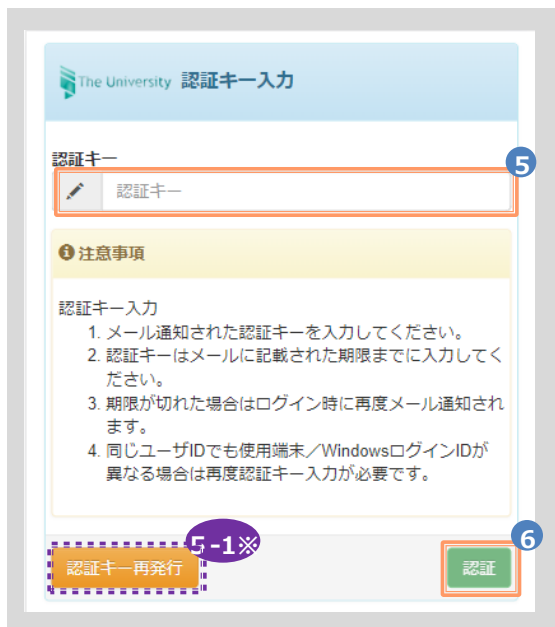 The University 認証キー入力
認証キー
5
認証キー
注意事項
認証キー入力
1. メール通知された認証キーを入力してください。
2. 認証キーはメールに記載された期限までに入力してく
ださい。
3. 期限が切れた場合はログイン時に再度メール通知され
ます。
4. 同じユーザIDでも使用端末／WindowsログインIDが
異なる場合は再度認証キー入力が必要です。
5-1※
6
認証キー再発行
認証